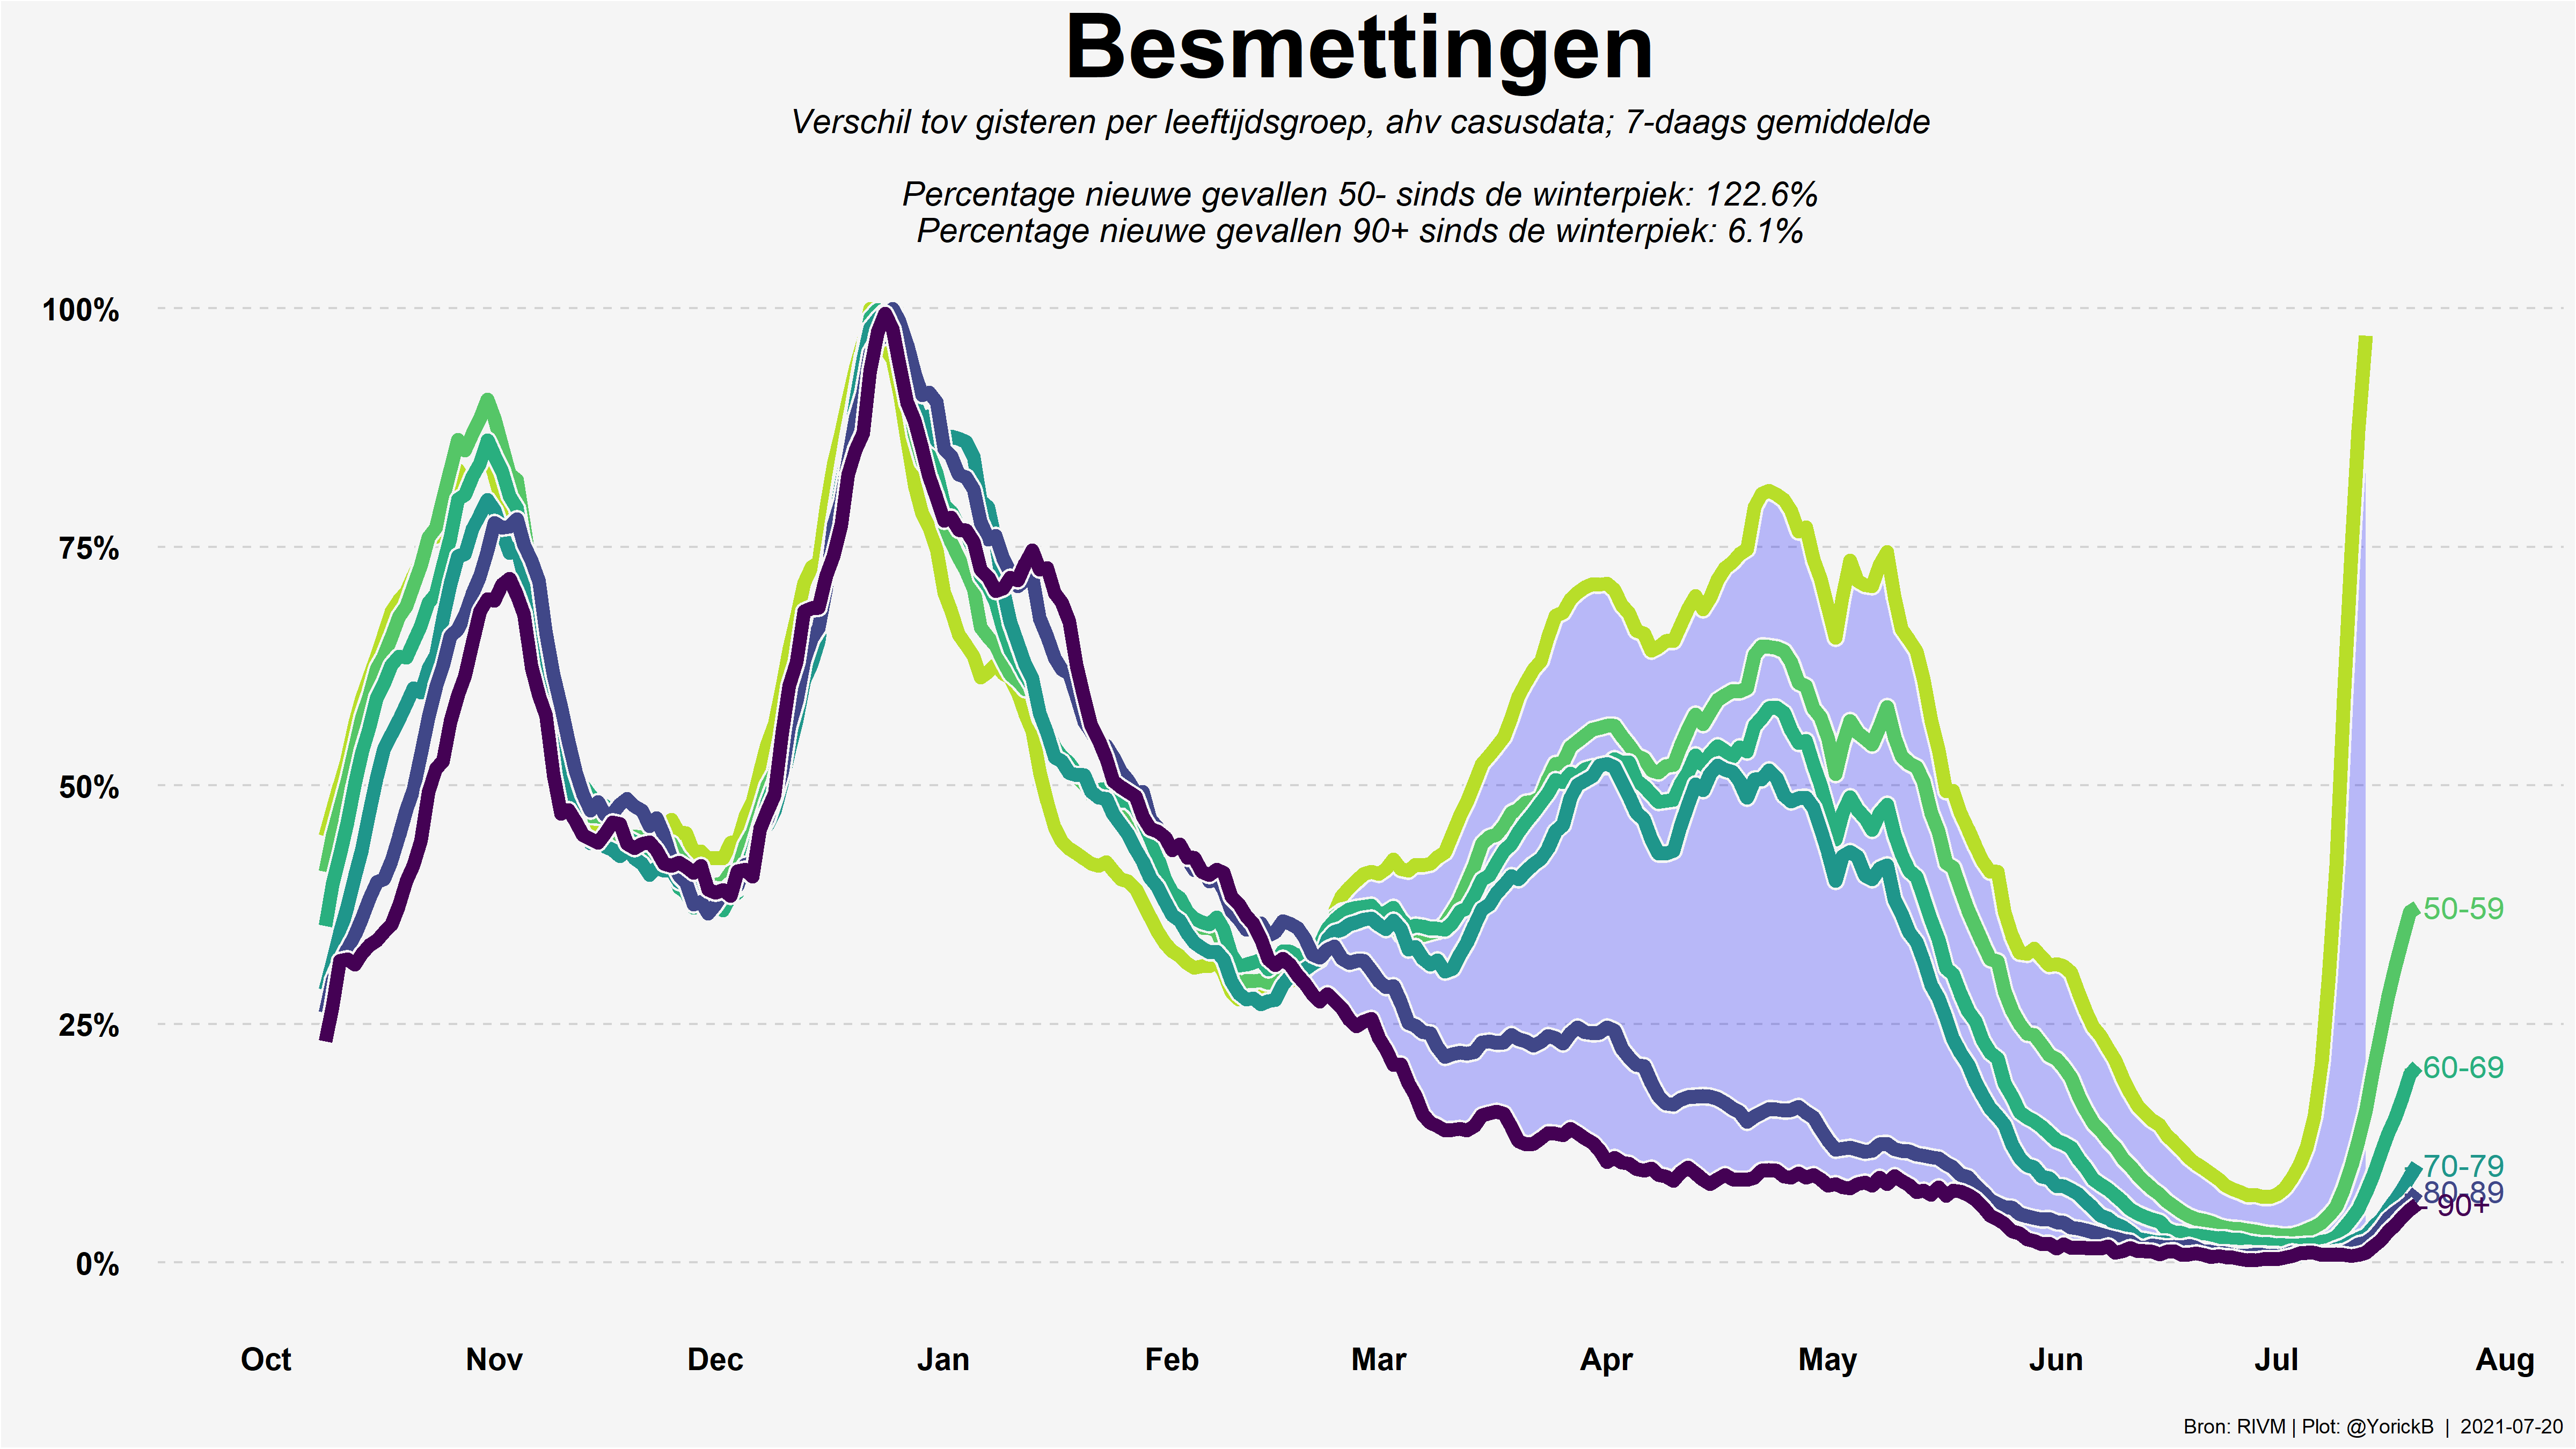 Besmettingen
Verschil tov gisteren per leeftijdsgroep, ahv casusdata; 7-daags gemiddelde
Percentage nieuwe gevallen 50- sinds de winterpiek: 122.6%
Percentage nieuwe gevallen 90+ sinds de winterpiek: 6.1%
100%
75%
50%
25%
0%
50-59
60-69
70-79
80-89
90+
Oct Nov Dec Jan Feb Mar Apr May Jun Jul Aug
Bron: RIVM | Plot: @YorickB | 2021-07-20